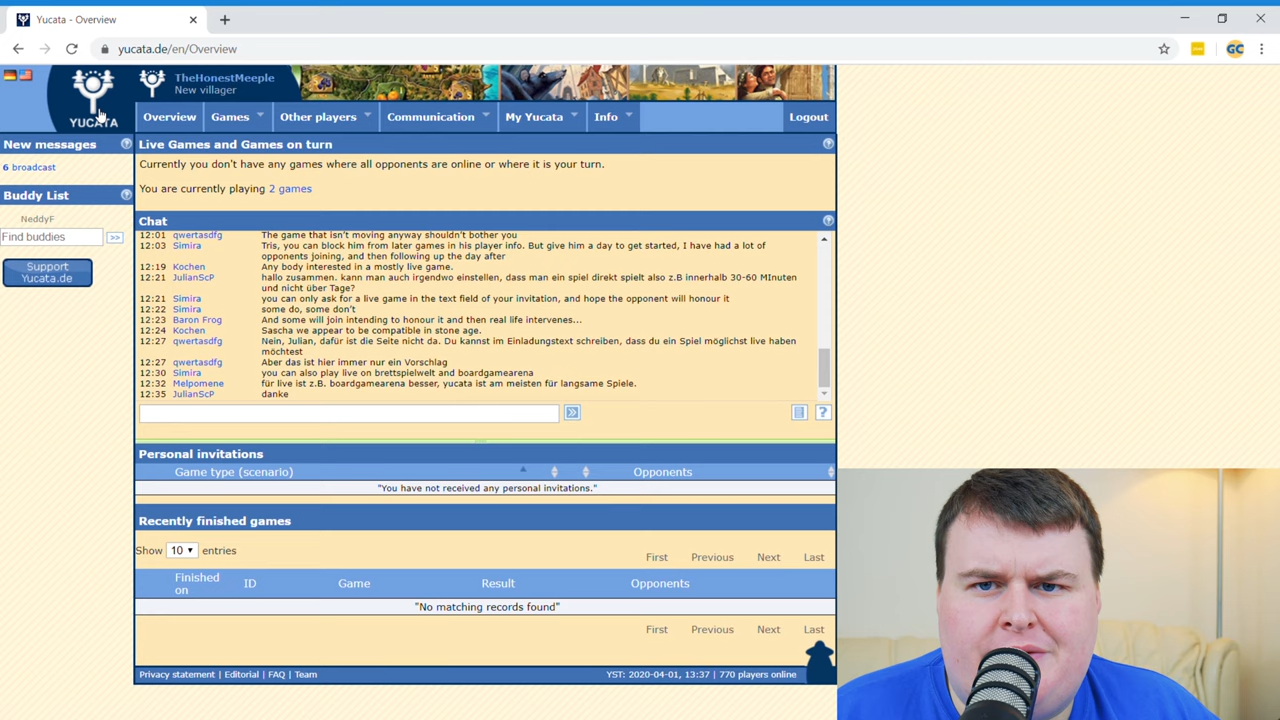 Yucata - Overview
yucata.de/en/Overview
GC
YUCATA
TheHonestMeeple
New villager
Overview
Games
Other players
Communication
My Yucata
Info
Logout
New messages
6 broadcast
Buddy List
NeddyF
Find buddies
>>
Support
Yucata.de
Live Games and Games on turn
Currently you don't have any games where all opponents are online or where it is your turn.
You are currently playing 2 games
Chat
12:01 qwertasdfg The game that isn't moving anyway shouldn't bother you
12:03 Simira Tris, you can block him from later games in his player info. But give him a day to get started, I have had a lot of
opponents joining, and then following up the day after
12:19 Kochen Any body interested in a mostly live game.
12:21 JulianScP hallo zusammen. kann man auch irgendwo einstellen, dass man ein spiel direkt spielt also z.B innerhalb 30-60 MInuten
und nicht über Tage?
12:21 Simira you can only ask for a live game in the text field of your invitation, and hope the opponent will honour it
12:22 Simira some do, some don't
12:23 Baron Frog And some will join intending to honour it and then real life intervenes...
12:24 Kochen Sascha we appear to be compatible in stone age.
12:27 qwertasdfg Nein, Julian, dafür ist die Seite nicht da. Du kannst im Einladungstext schreiben, dass du ein Spiel möglichst live haben
möchtest
12:27 qwertasdfg Aber das ist hier immer nur ein Vorschlag
12:30 Simira you can also play live on brettspielwelt and boardgamearena
12:32 Melpomene für live ist z.B. boardgamearena besser, yucata ist am meisten für langsame Spiele.
12:35 JulianScP danke
Personal invitations
Game type (scenario)
Opponents
"You have not received any personal invitations."
Recently finished games
Show 10 entries
First Previous Next Last
Finished
on
ID
Game
Result
Opponents
"No matching records found"
First Previous Next Last
Privacy statement | Editorial | FAQ | Team
YST: 2020-04-01, 13:37 | 770 players online